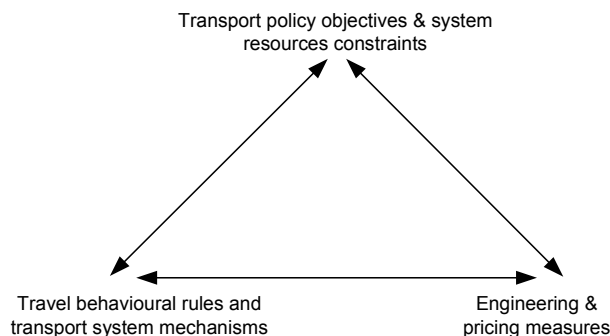 Transport policy objectives & system
resources constraints
Travel behavioural rules and
transport system mechanisms
Engineering &
pricing measures